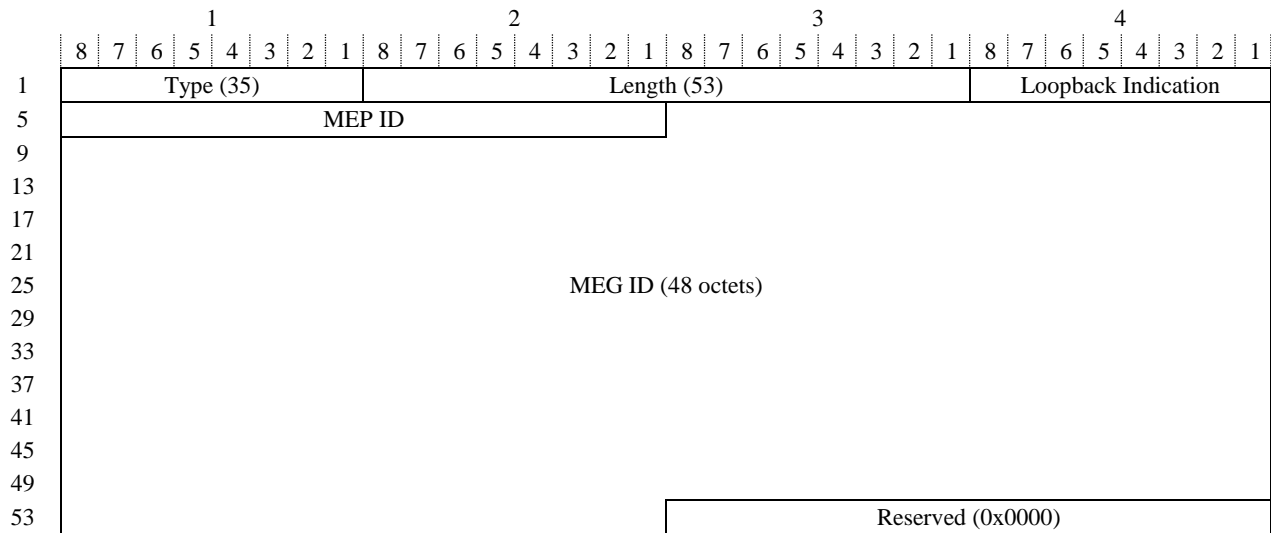 1 2 3 4
8 7 6 5 4 3 2 1 8 7 6 5 4 3 2 1 8 7 6 5 4 3 2 1 8 7 6 5 4 3 2 1
1 Type (35) Length (53) Loopback Indication
5 MEP ID
9
13
17
21
25 MEG ID (48 octets)
29
33
37
41
45
49
53 Reserved (0x0000)